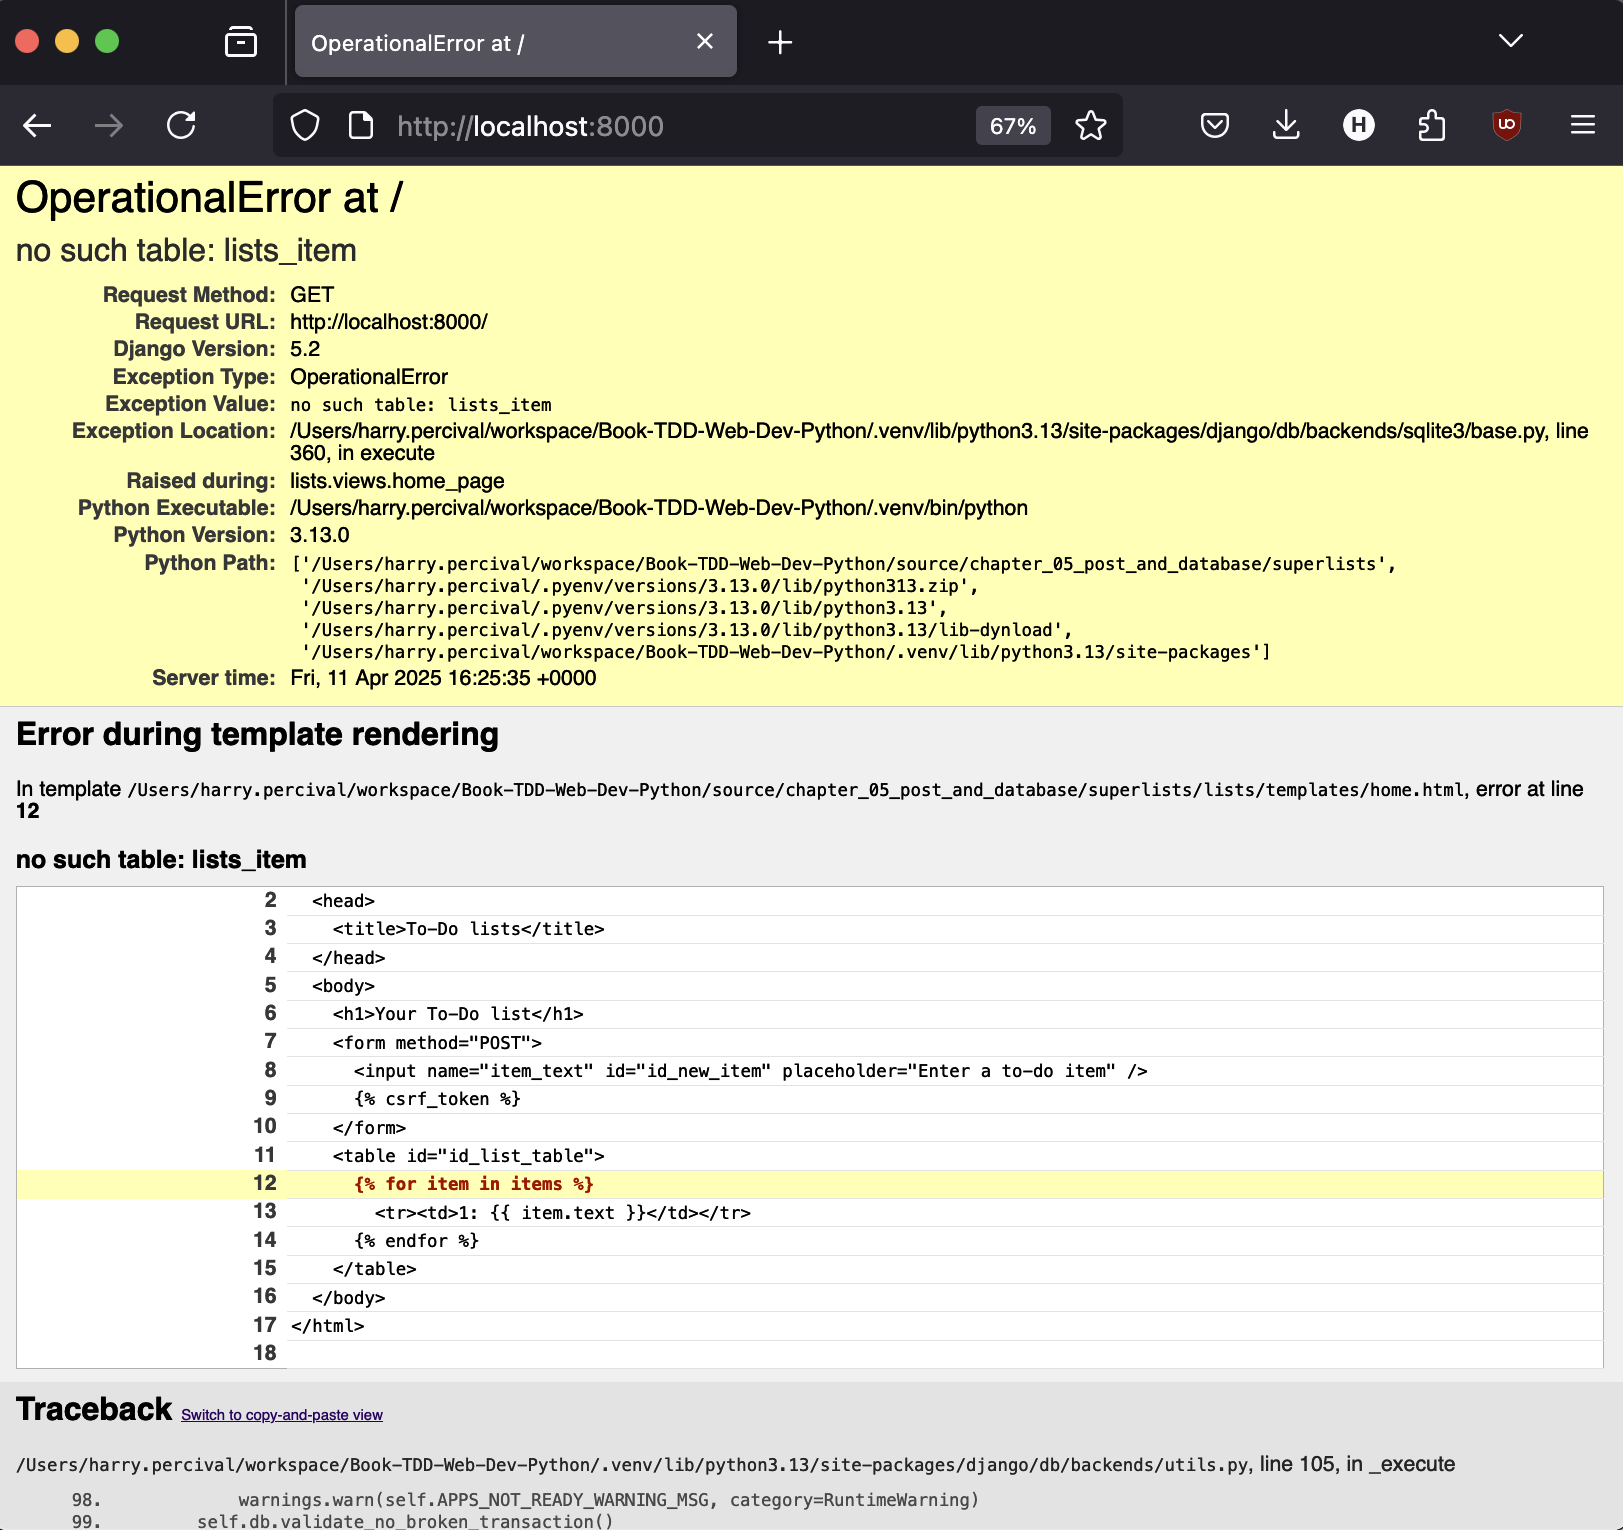 OperationalError at /
http://localhost:8000
67%
H
OperationalError at /
no such table: lists_item
Request Method: GET
Request URL: http://localhost:8000/
Django Version: 5.2
Exception Type: OperationalError
Exception Value: no such table: lists_item
Exception Location: /Users/harry.percival/workspace/Book-TDD-Web-Dev-Python/.venv/lib/python3.13/site-packages/django/db/backends/sqlite3/base.py, line
360, in execute
Raised during: lists.views.home_page
Python Executable: /Users/harry.percival/workspace/Book-TDD-Web-Dev-Python/.venv/bin/python
Python Version: 3.13.0
Python Path: ['/Users/harry.percival/workspace/Book-TDD-Web-Dev-Python/source/chapter_05_post_and_database/superlists',
'/Users/harry.percival/.pyenv/versions/3.13.0/lib/python313.zip',
'/Users/harry.percival/.pyenv/versions/3.13.0/lib/python3.13',
'/Users/harry.percival/.pyenv/versions/3.13.0/lib/python3.13/lib-dynload',
'/Users/harry.percival/workspace/Book-TDD-Web-Dev-Python/.venv/lib/python3.13/site-packages']
Server time: Fri, 11 Apr 2025 16:25:35 +0000
Error during template rendering
In template /Users/harry.percival/workspace/Book-TDD-Web-Dev-Python/source/chapter_05_post_and_database/superlists/lists/templates/home.html, error at line
12
no such table: lists_item
2 <head>
3 <title>To-Do lists</title>
4 </head>
5 <body>
6 <h1>Your To-Do list</h1>
7 <form method="POST">
8 <input name="item_text" id="id_new_item" placeholder="Enter a to-do item" />
9 {% csrf_token %}
10 </form>
11 <table id="id_list_table">
12 {% for item in items %}
13 <tr><td>1: {{ item.text }}</td></tr>
14 {% endfor %}
15 </table>
16 </body>
17 </html>
18
Traceback Switch to copy-and-paste view
/Users/harry.percival/workspace/Book-TDD-Web-Dev-Python/.venv/lib/python3.13/site-packages/django/db/backends/utils.py, line 105, in _execute
98. warnings.warn(self.APPS_NOT_READY_WARNING_MSG, category=RuntimeWarning)
99. self.db.validate_no_broken_transaction()